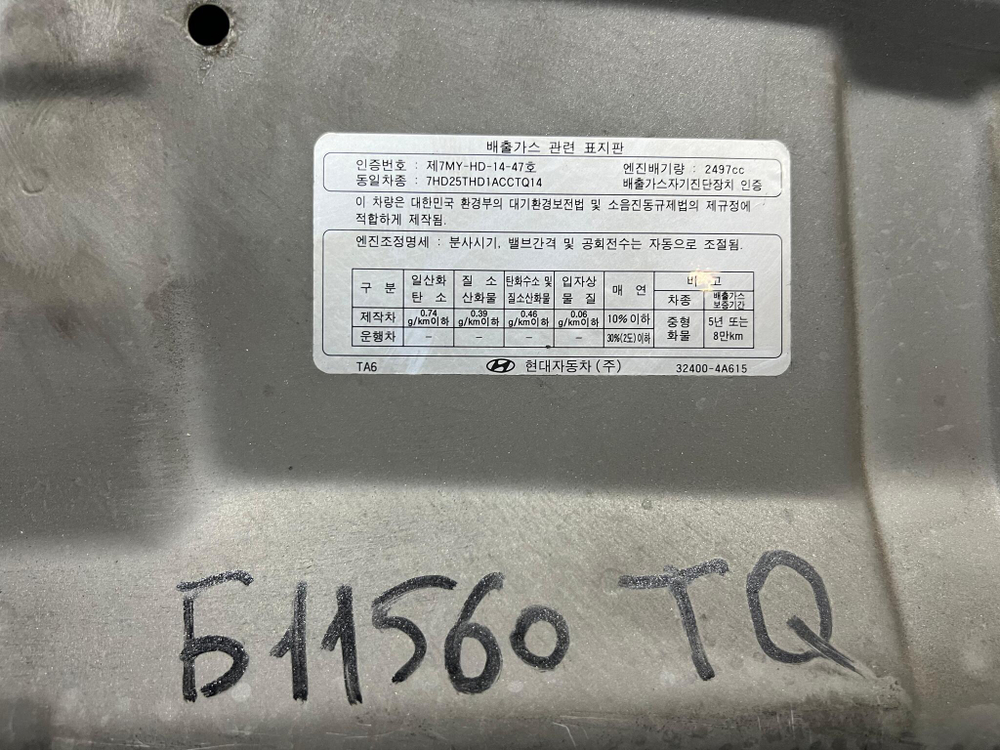 배출가스 관련 표지판
인증번호 : 제7MY-HD-14-47호 엔진배기량 : 2497cc
동일차종 : 7HD25THD1ACCTQ14 배출가스자기진단장치 인증
이 차량은 대한민국 환경부의 대기환경보전법 및 소음진동규제법의 제규정에
적합하게 제작됨.
엔진조정명세 : 분사시기, 밸브간격 및 공회전수는 자동으로 조절됨.
구 분 일산화 탄 소 질 소 산화물 탄화수소 및 질소산화물 입자상 물 질 매 연 비 고
차종 배출가스 보증기간
제작차 0.74 g/km이하 0.39 g/km이하 0.46 g/km이하 0.06 g/km이하 10% 이하 중형 화물 5년 또는 8만km
운행차 - - - - 30%(2도)이하
TA6 현대자동차(주) 32400-4A615
Б11560 TQ